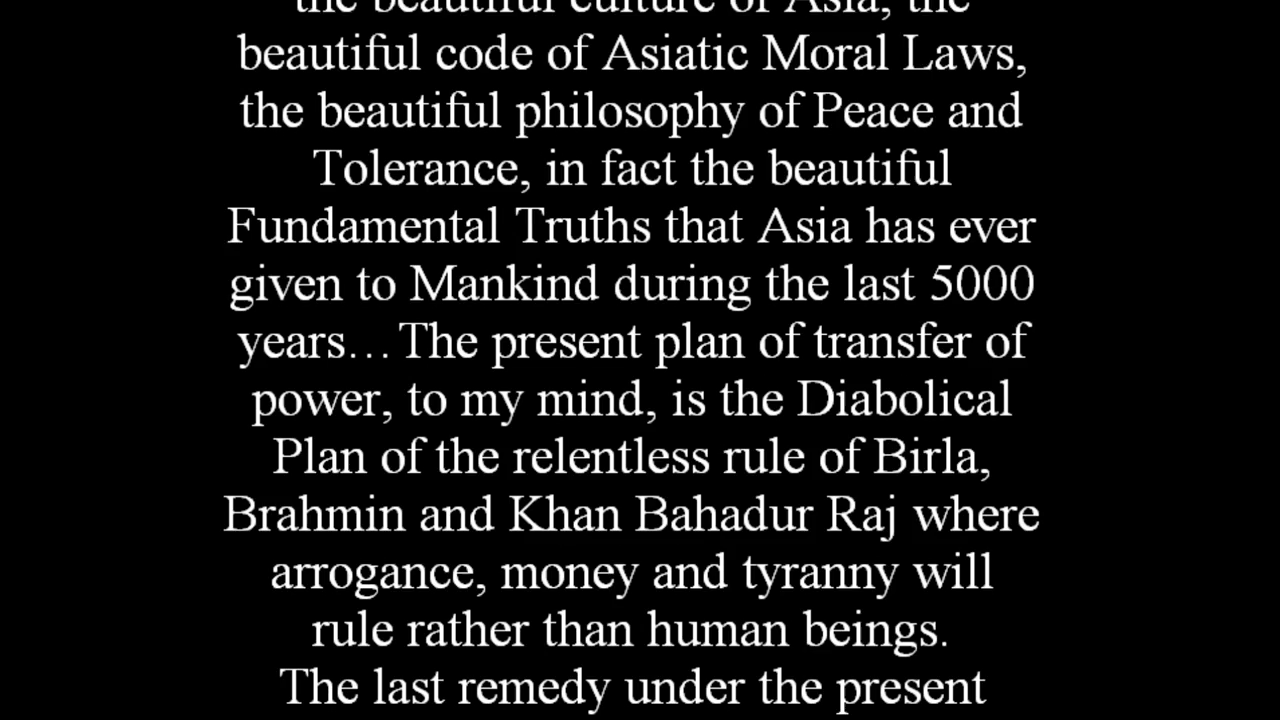 the beautiful culture of Asia, the
beautiful code of Asiatic Moral Laws,
the beautiful philosophy of Peace and
Tolerance, in fact the beautiful
Fundamental Truths that Asia has ever
given to Mankind during the last 5000
years…The present plan of transfer of
power, to my mind, is the Diabolical
Plan of the relentless rule of Birla,
Brahmin and Khan Bahadur Raj where
arrogance, money and tyranny will
rule rather than human beings.
The last remedy under the present